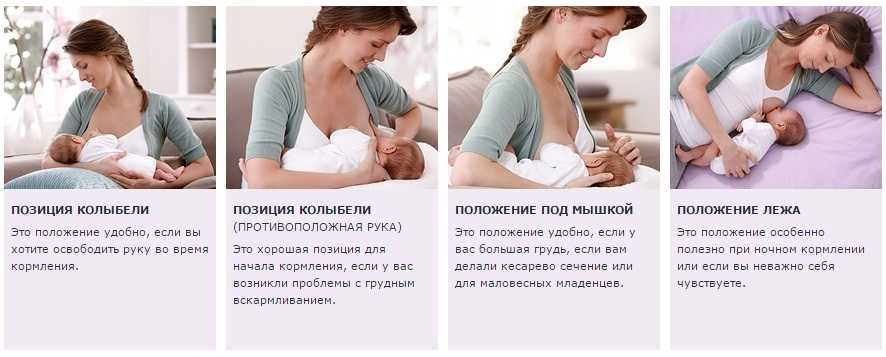 ПОЗИЦИЯ КОЛЫБЕЛИ
Это положение удобно, если вы
хотите освободить руку во время
кормления.
ПОЗИЦИЯ КОЛЫБЕЛИ
(ПРОТИВОПОЛОЖНАЯ РУКА)
Это хорошая позиция для
начала кормления, если у вас
возникли проблемы с грудным
вскармливанием.
ПОЛОЖЕНИЕ ПОД МЫШКОЙ
Это положение удобно, если у
вас большая грудь, если вам
делали кесарево сечение или
для маловесных младенцев.
ПОЛОЖЕНИЕ ЛЕЖА
Это положение особенно
полезно при ночном кормлении
или если вы неважно себя
чувствуете.